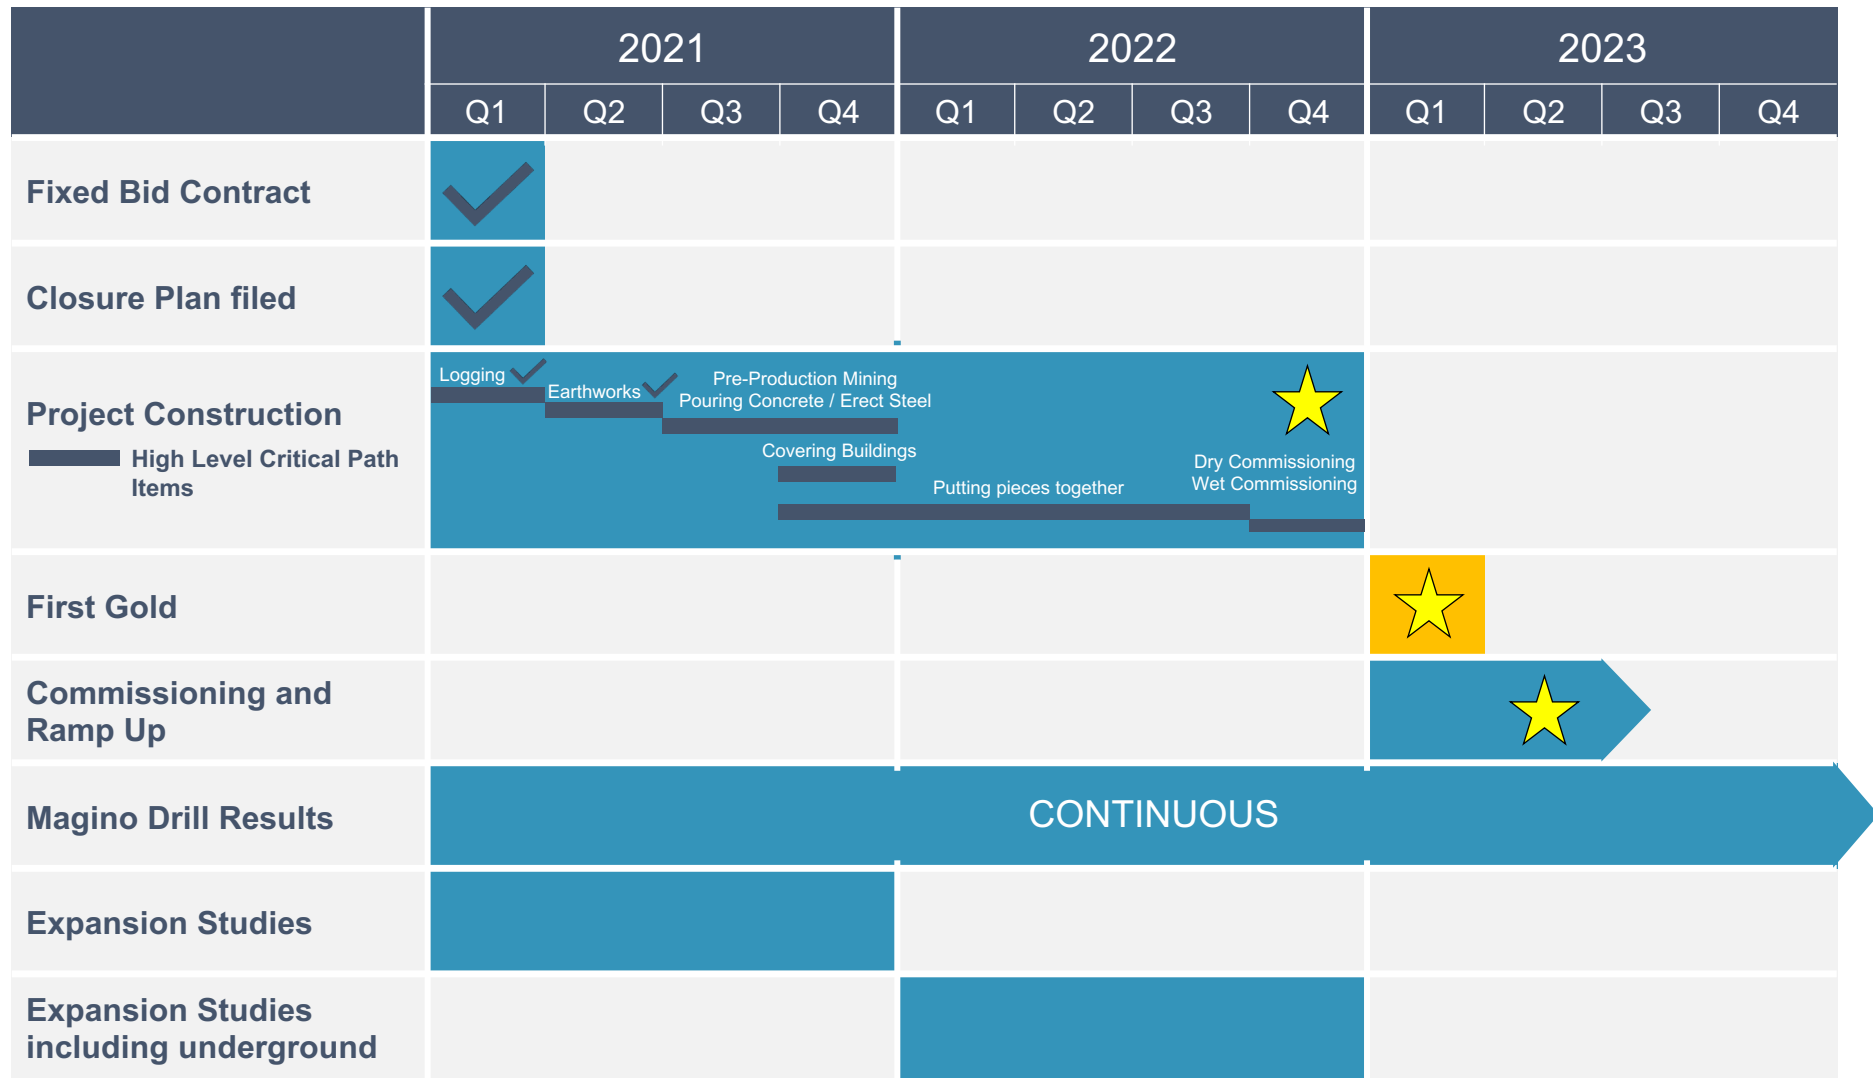 2021 2022 2023
Q1 Q2 Q3 Q4 Q1 Q2 Q3 Q4 Q1 Q2 Q3 Q4
Fixed Bid Contract
Closure Plan filed
Project Construction
High Level Critical Path
Items
Logging
Earthworks
Pre-Production Mining
Pouring Concrete / Erect Steel
Covering Buildings
Putting pieces together
Dry Commissioning
Wet Commissioning
First Gold
Commissioning and
Ramp Up
Magino Drill Results
CONTINUOUS
Expansion Studies
Expansion Studies
including underground